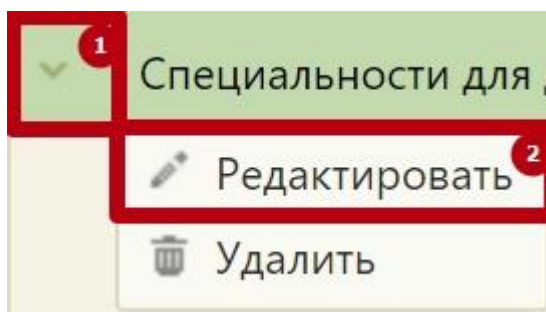 1
Специальности для
Редактировать
2
Удалить